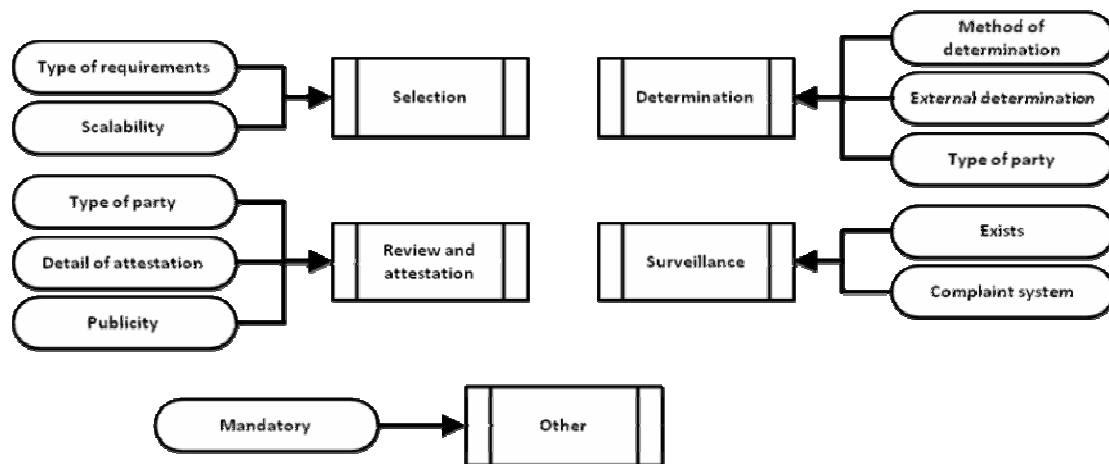 Type of requirements
Scalability
Selection
Determination
Method of
determination
External determination
Type of party
Type of party
Detail of attestation
Publicity
Review and
attestation
Surveillance
Exists
Complaint system
Mandatory
Other